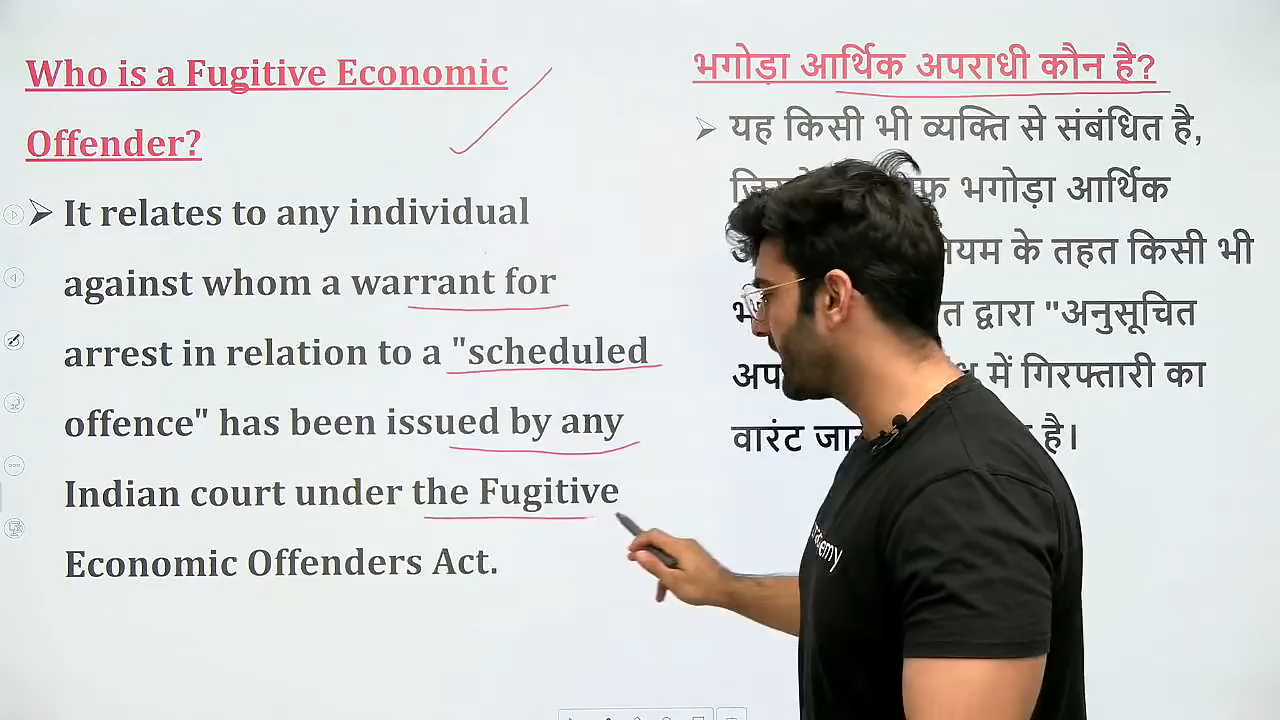 Who is a Fugitive Economic
Offender?
It relates to any individual
against whom a warrant for
arrest in relation to a "scheduled
offence" has been issued by any
Indian court under the Fugitive
Economic Offenders Act.
भगोड़ा आर्थिक अपराधी कौन है?
यह किसी भी व्यक्ति से संबंधित है,
भगोड़ा आर्थिक
के तहत किसी भी
द्वारा "अनुसूचित
में गिरफ्तारी का
वारंट है।